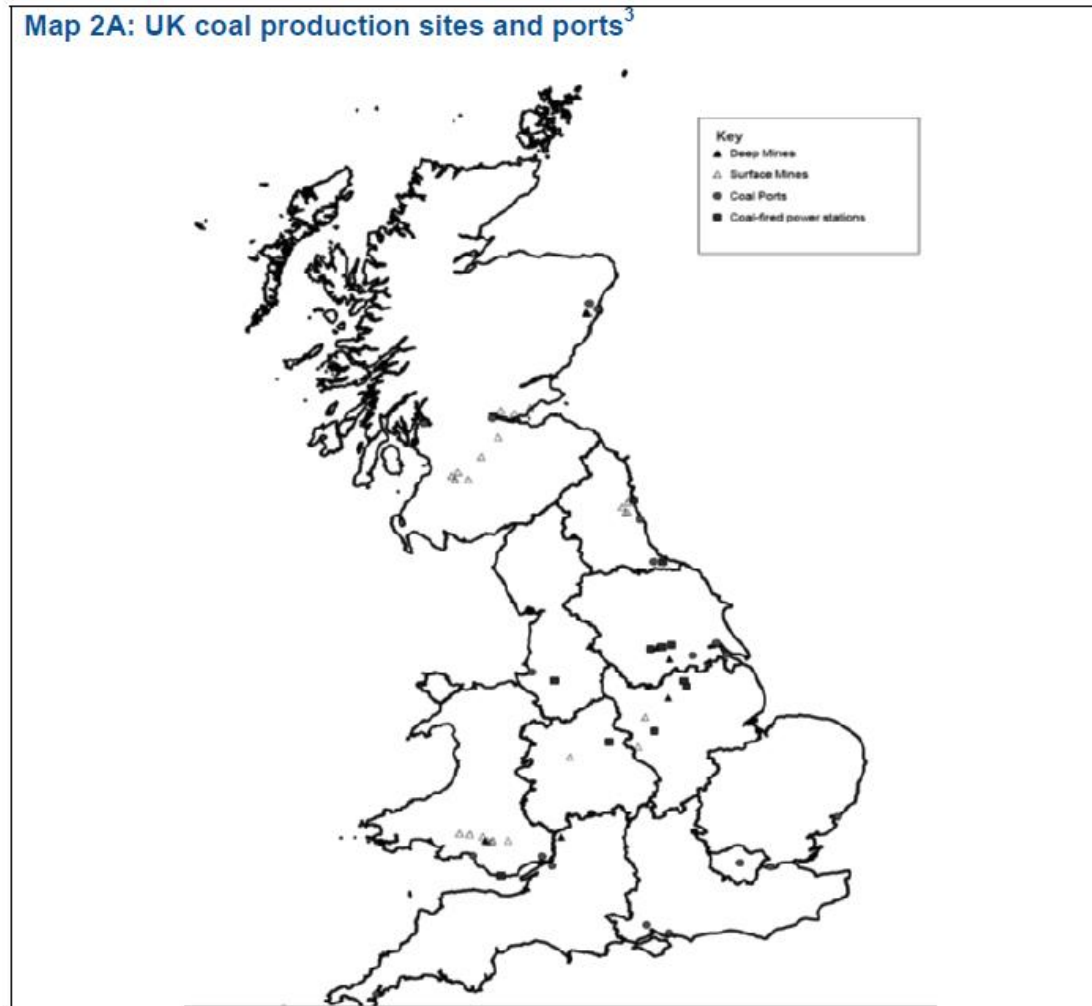 Map 2A: UK coal production sites and ports3
Key
Deep Mines
Surface Mines
Coal Ports
Coal-fired power stations